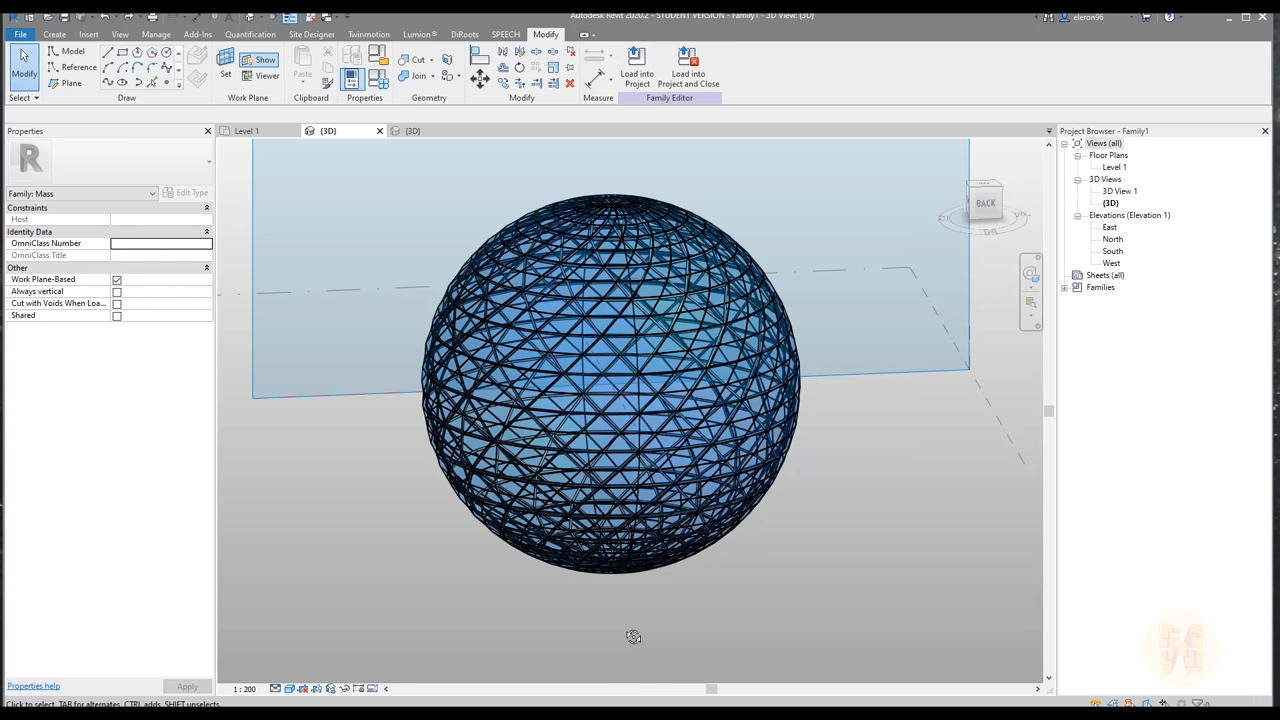 Autodesk Revit 2020.2 - STUDENT VERSION - Family1 - 3D View: {3D}
eleron96
File Create Insert View Manage Add-Ins Quantification Site Designer Twinmotion Lumion® DiRoots SPEECH Modify
Modify
Select
Model
Reference
Plane
Draw
Set
Show
Viewer
Work Plane
Paste
Clipboard
Properties
Cut
Join
Geometry
Modify
Measure
Load into
Project
Load into
Project and Close
Family Editor
Properties
Level 1
{3D}
{3D}
Project Browser - Family1
Family: Mass
Edit Type
Constraints
Host
Identity Data
OmniClass Number
OmniClass Title
Other
Work Plane-Based
Always vertical
Cut with Voids When Loa...
Shared
BACK
Views (all)
Floor Plans
Level 1
3D Views
3D View 1
{3D}
Elevations (Elevation 1)
East
North
South
West
Sheets (all)
Families
Properties help
Apply
1 : 200
Click to select, TAB for alternates, CTRL adds, SHIFT unselects.
:0